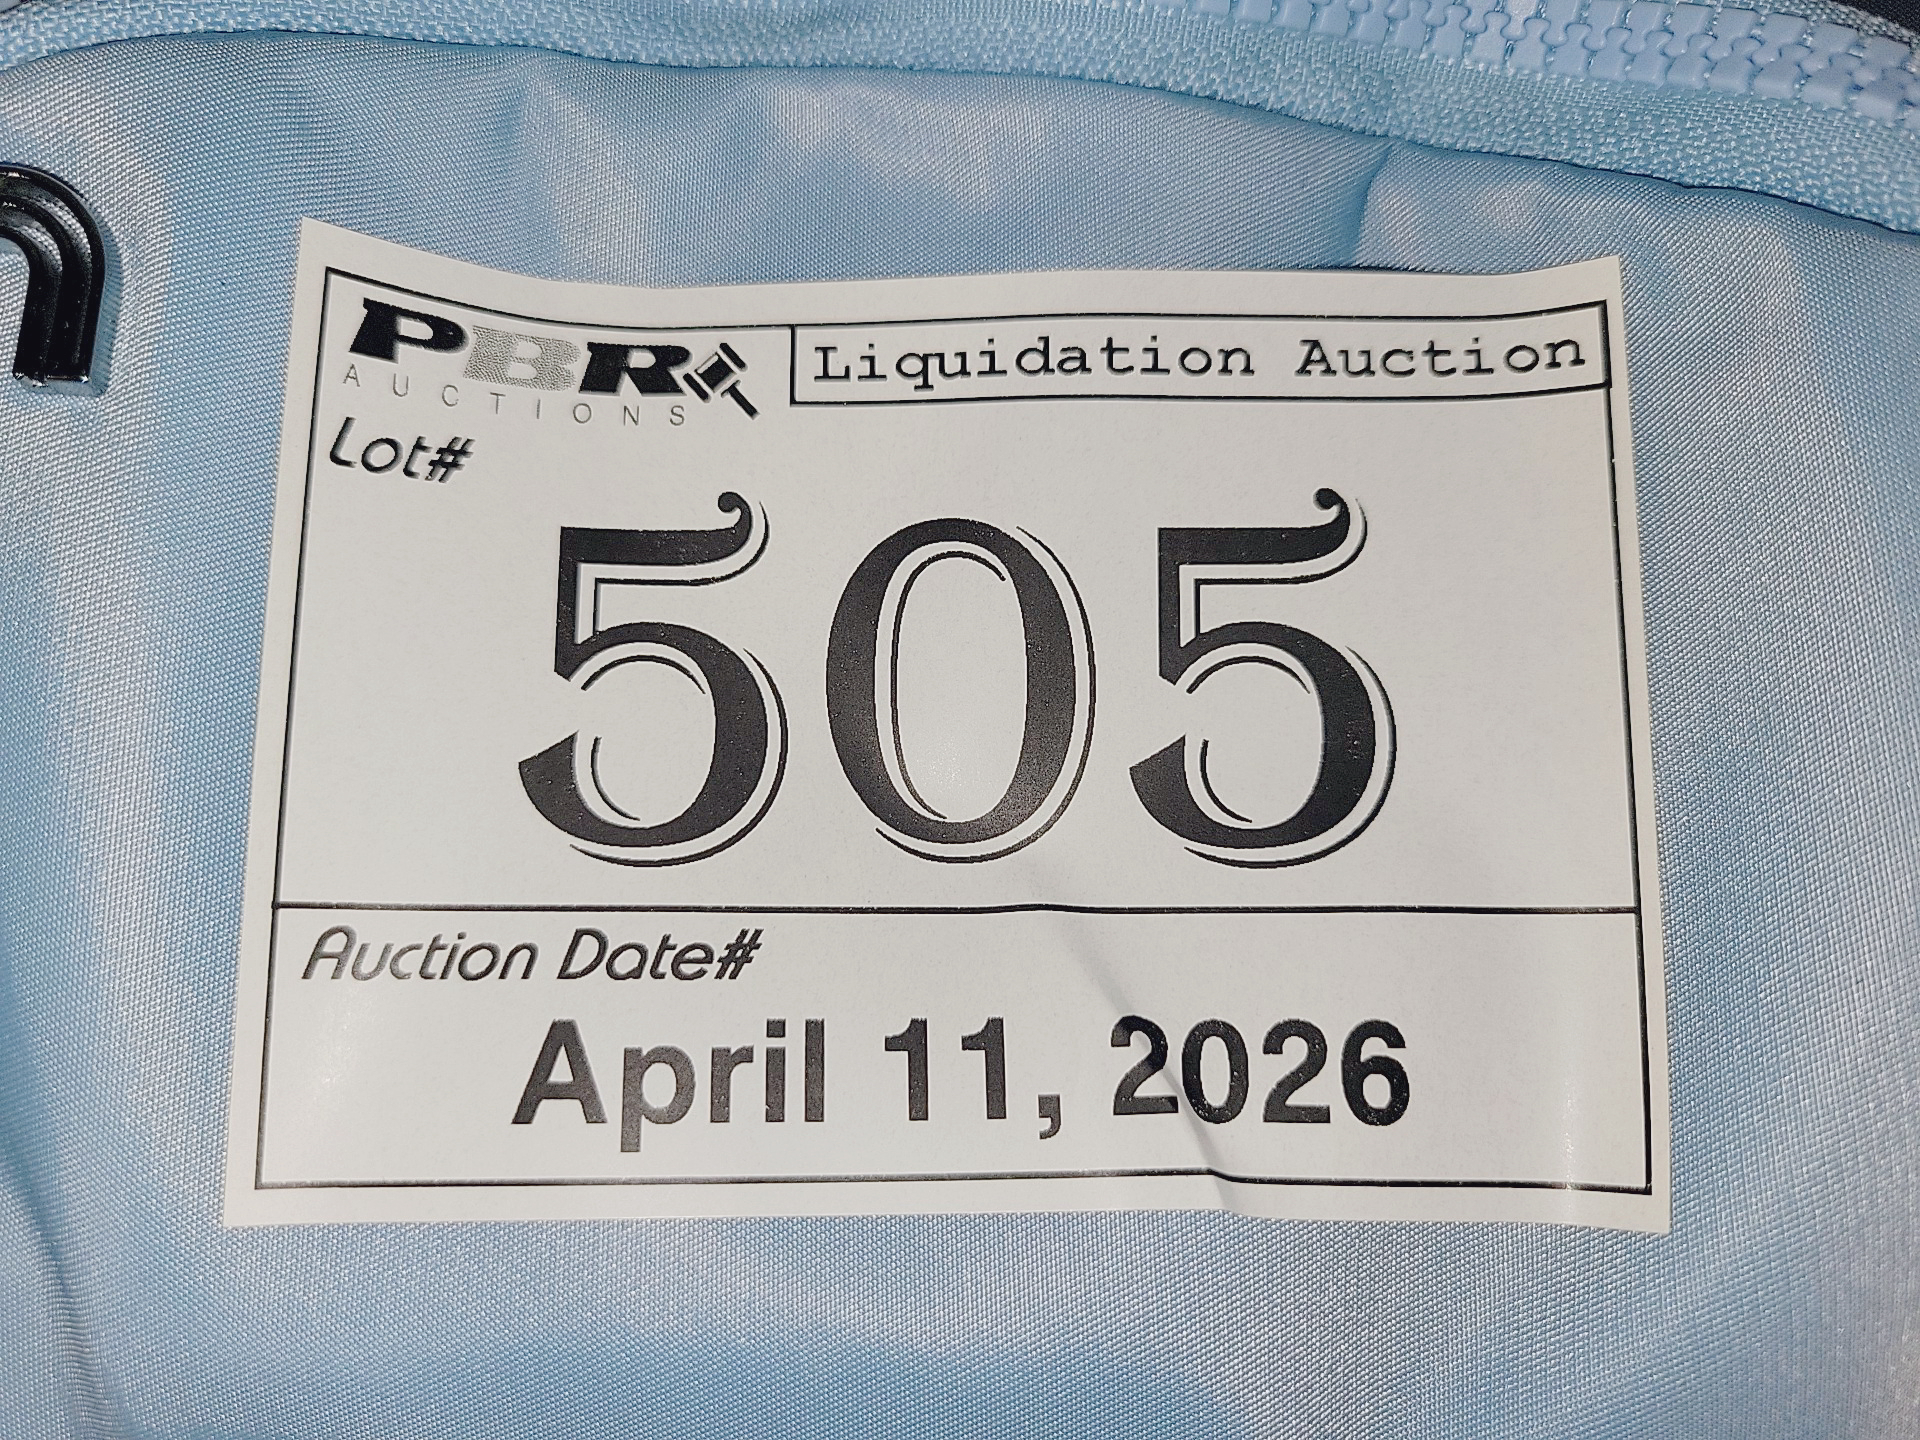 PBR
AUCTIONS
Liquidation Auction
Lot#
505
Auction Date#
April 11, 2026